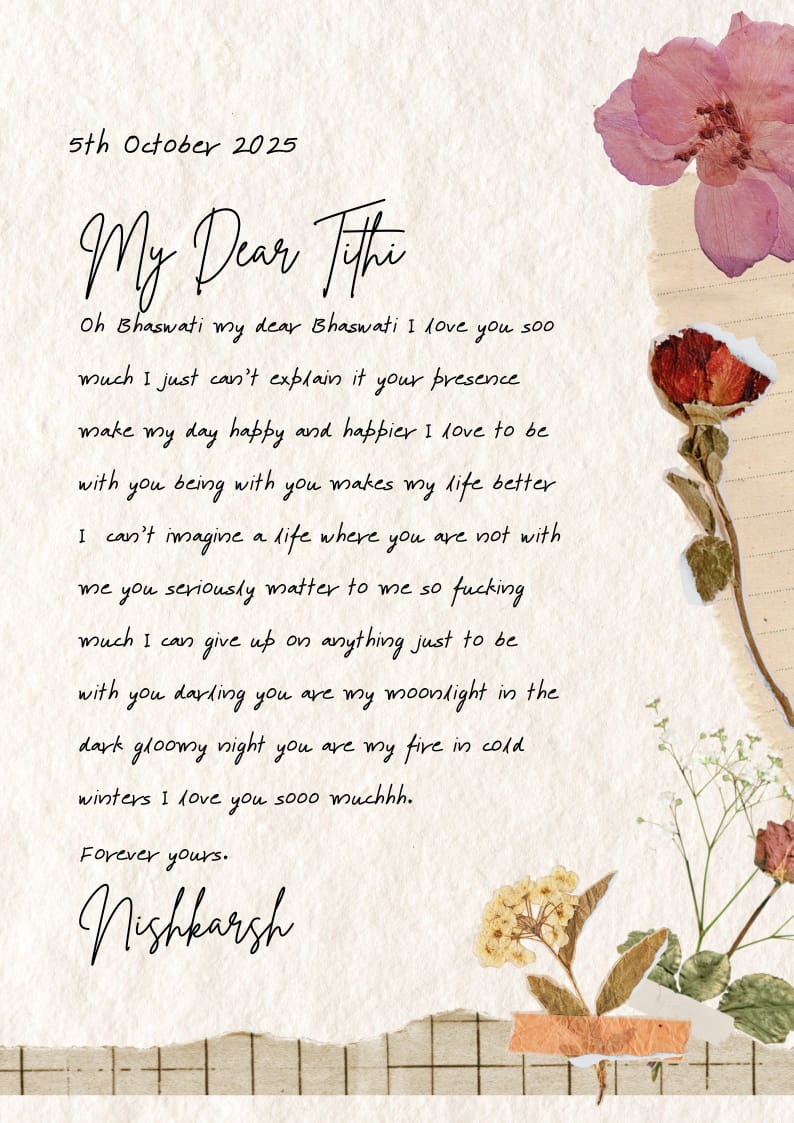 5th October 2025
My Dear Tithi
Oh Bhaswati my dear Bhaswati I love you soo
much I just can't explain it your presence
make my day happy and happier I love to be
with you being with you makes my life better
I can't imagine a life where you are not with
me you seriously matter to me so fucking
much I can give up on anything just to be
with you darling you are my moonlight in the
dark gloomy night you are my fire in cold
winters I love you sooo muchhh.
Forever yours.
Nishkarsh